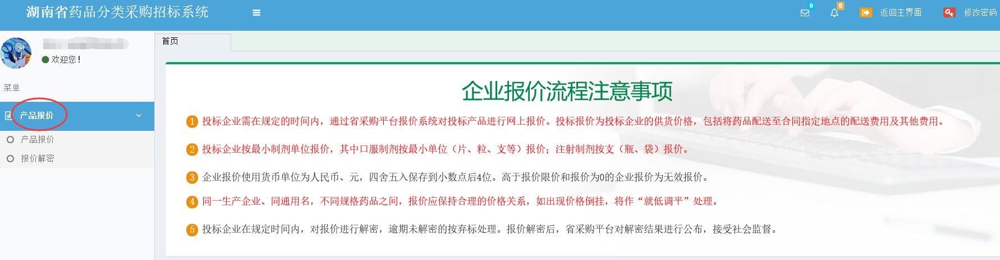 湖南省药品分类采购招标系统
0
0
返回主界面
修改密码
首页
欢迎您!
菜单
产品报价
产品报价
报价解密
企业报价流程注意事项
1 投标企业需在规定的时间内，通过省采购平台报价系统对投标产品进行网上报价。投标报价为投标企业的供货价格，包括将药品配送至合同指定地点的配送费用及其他费用。
2 投标企业按最小制剂单位报价，其中口服制剂按最小单位（片、粒、支等）报价；注射制剂按支（瓶、袋）报价。
3 企业报价使用货币单位为人民币、元，四舍五入保存到小数点后4位。高于报价限价和报价为0的企业报价为无效报价。
4 同一生产企业、同通用名，不同规格药品之间，报价应保持合理的价格关系，如出现价格倒挂，将作“就低调平”处理。
5 投标企业在规定时间内，对报价进行解密，逾期未解密的按弃标处理。报价解密后，省采购平台对解密结果进行公布，接受社会监督。